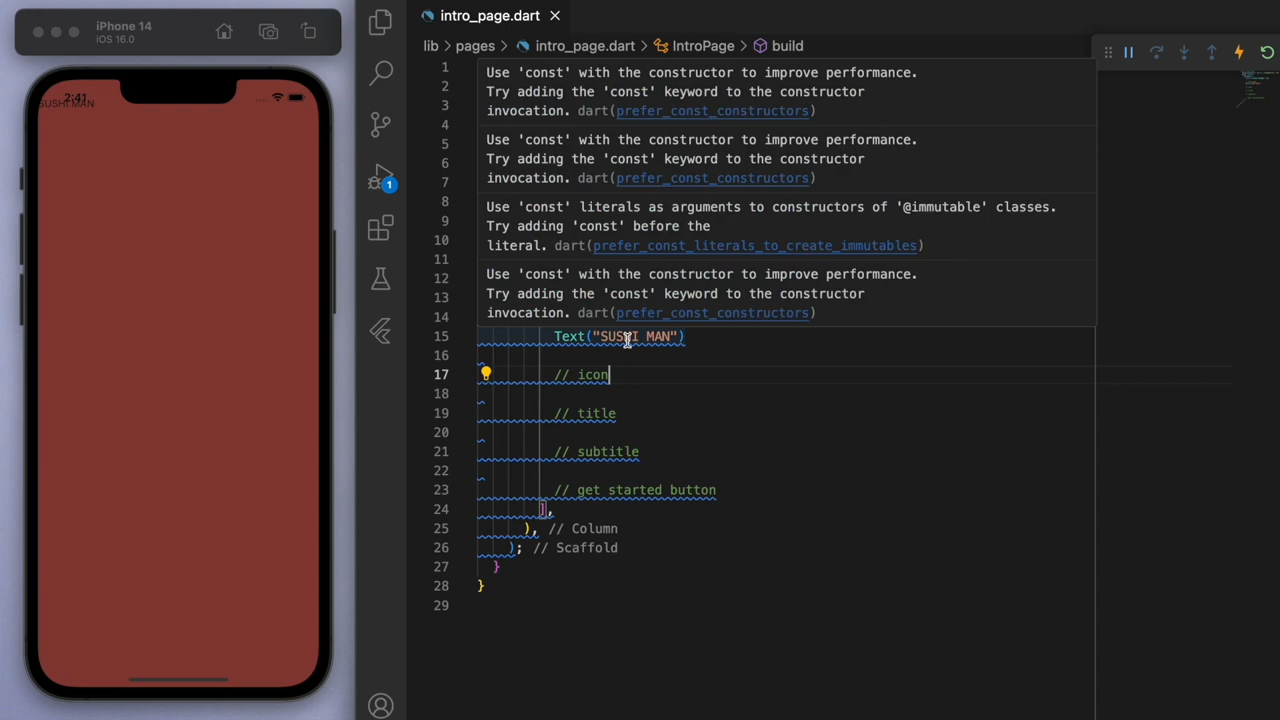 iPhone 14
iOS 16.0
2:41
SUSHI MAN
1
intro_page.dart
lib > pages > intro_page.dart > IntroPage > build
1
2
3
4
5
6
7
8
9
10
11
12
13
14
Use 'const' with the constructor to improve performance.
Try adding the 'const' keyword to the constructor
invocation. dart(prefer_const_constructors)
Use 'const' with the constructor to improve performance.
Try adding the 'const' keyword to the constructor
invocation. dart(prefer_const_constructors)
Use 'const' literals as arguments to constructors of '@immutable' classes.
Try adding 'const' before the
literal. dart(prefer_const_literals_to_create_immutables)
Use 'const' with the constructor to improve performance.
Try adding the 'const' keyword to the constructor
invocation. dart(prefer_const_constructors)
15 Text("SUSHI MAN")
16
17 // icon
18
19 // title
20
21 // subtitle
22
23 // get started button
24 ],
25 ), // Column
26 ); // Scaffold
27 }
28 }
29